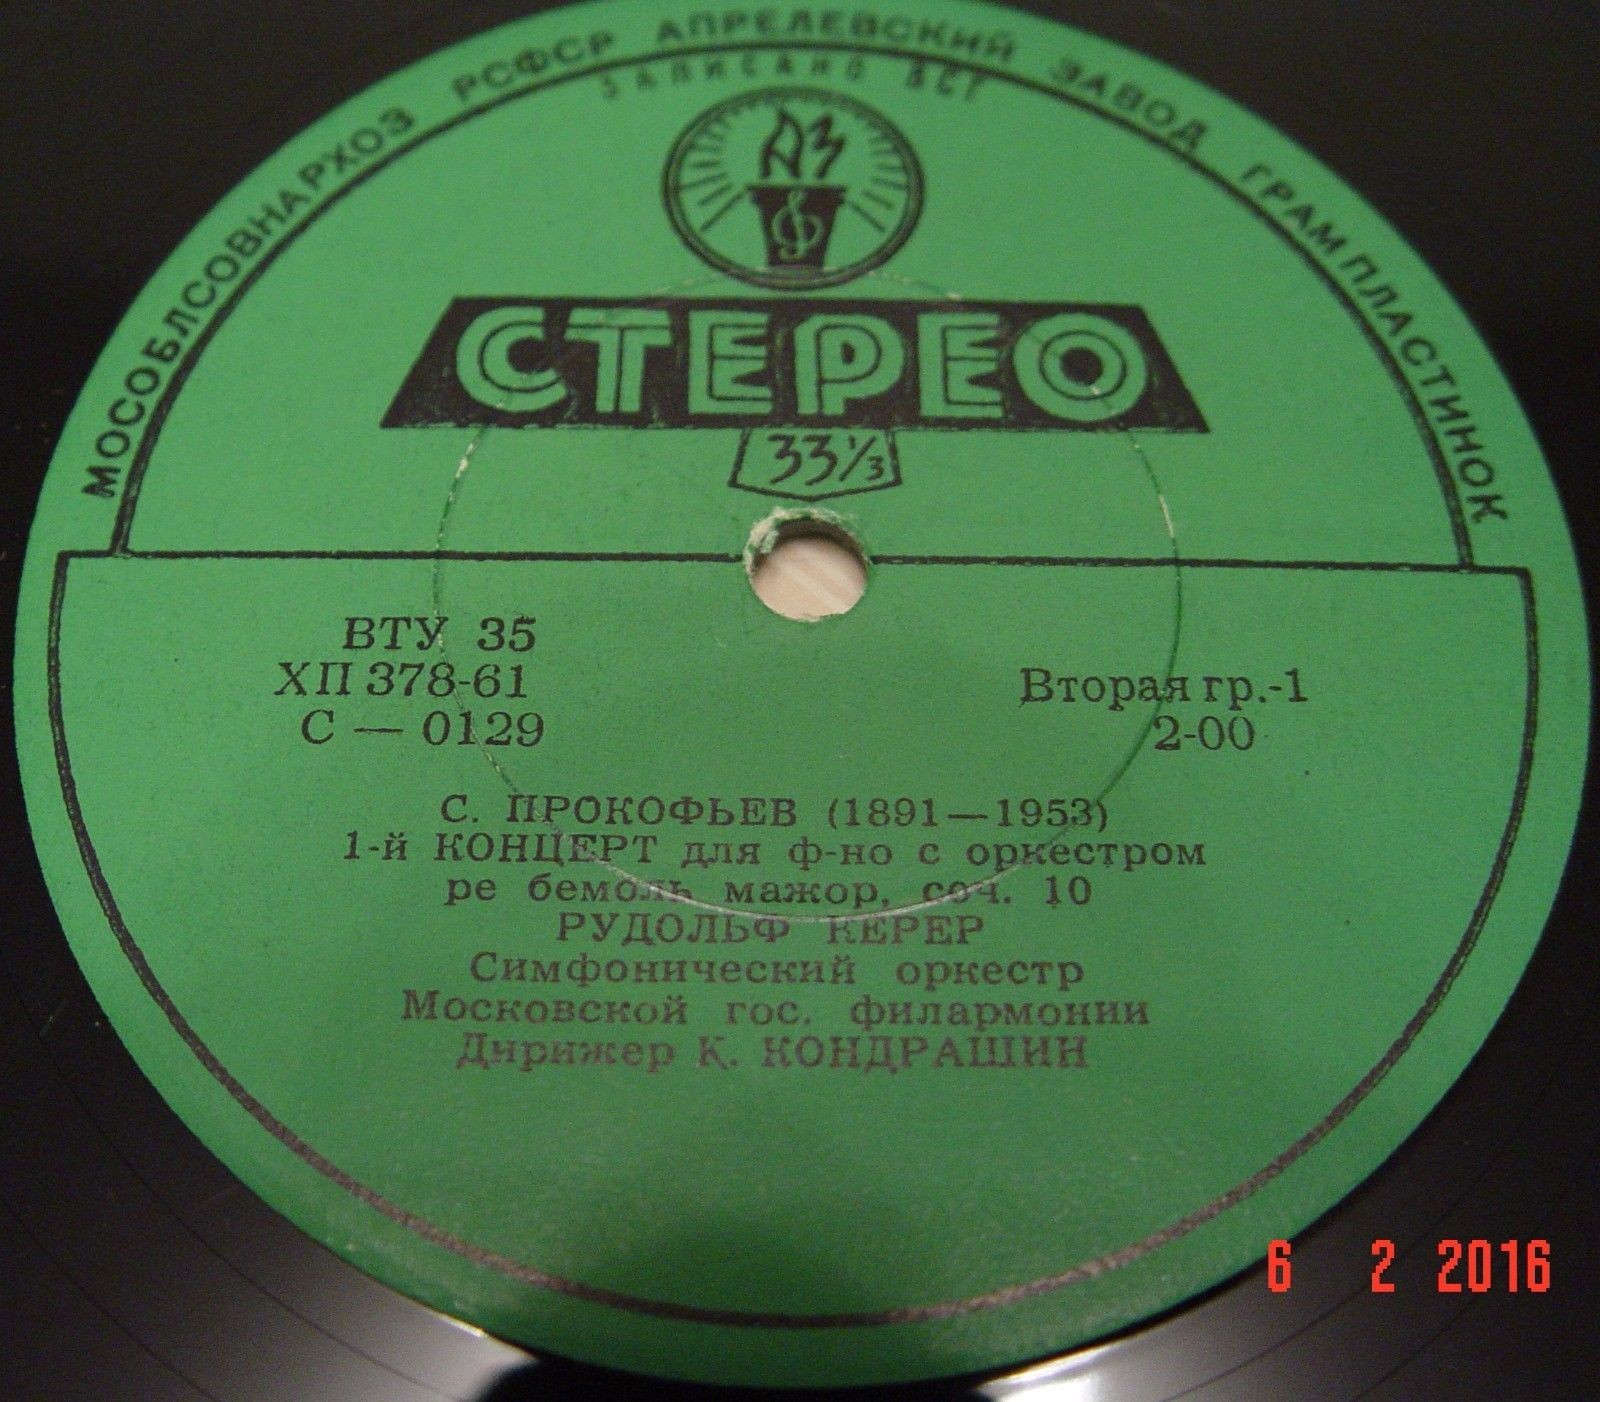 МОСОБЛСОВНАРХОЗ РСФСР АПРЕЛЕВСКИЙ ЗАВОД ГРАМПЛАСТИНОК
ЗАПИСАНО ВСГ
АЗ
СТЕРЕО
33⅓
ВТУ 35
ХП 378-61
С — 0129
Вторая гр.-1
2-00
С. ПРОКОФЬЕВ (1891—1953)
1-й КОНЦЕРТ для ф-но с оркестром
ре бемоль мажор, соч. 10
РУДОЛЬФ КЕРЕР
Симфонический оркестр
Московской гос. филармонии
Дирижер К. КОНДРАШИН
6 2 2016